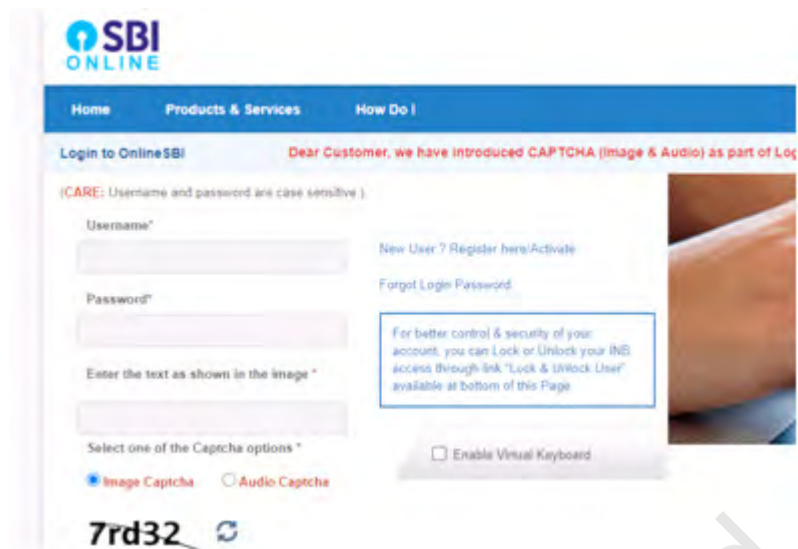 SBI
ONLINE
Home Products & Services How Do I
Login to OnlineSBI Dear Customer, we have introduced CAPTCHA (Image & Audio) as part of Log
(CARE: Username and password are case sensitive.)
Username*
New User ? Register here/Activate
Forgot Login Password
Password*
For better control & security of your
account, you can Lock or Unlock your INB
access through link "Lock & Unlock User"
available at bottom of this Page
Enter the text as shown in the image *
Select one of the Captcha options *
Enable Virtual Keyboard
Image Captcha Audio Captcha
7rd32